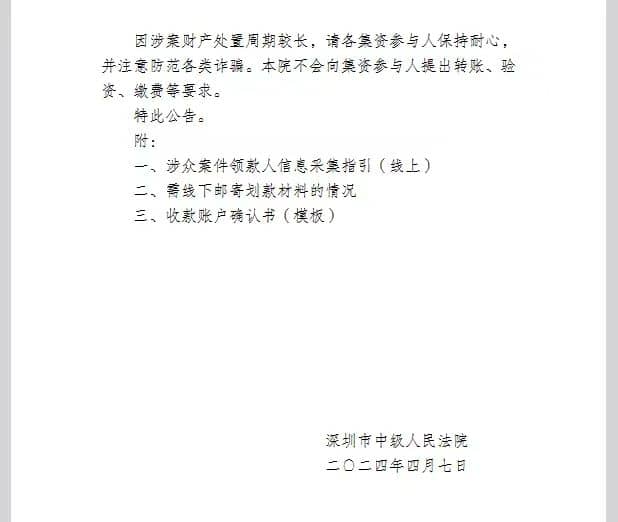 因涉案财产处置周期较长，请各集资参与人保持耐心，
并注意防范各类诈骗。本院不会向集资参与人提出转账、验
资、缴费等要求。
特此公告。
附：
一、涉众案件领款人信息采集指引（线上）
二、需线下邮寄划款材料的情况
三、收款账户确认书（模板）
深圳市中级人民法院
二〇二四年四月七日